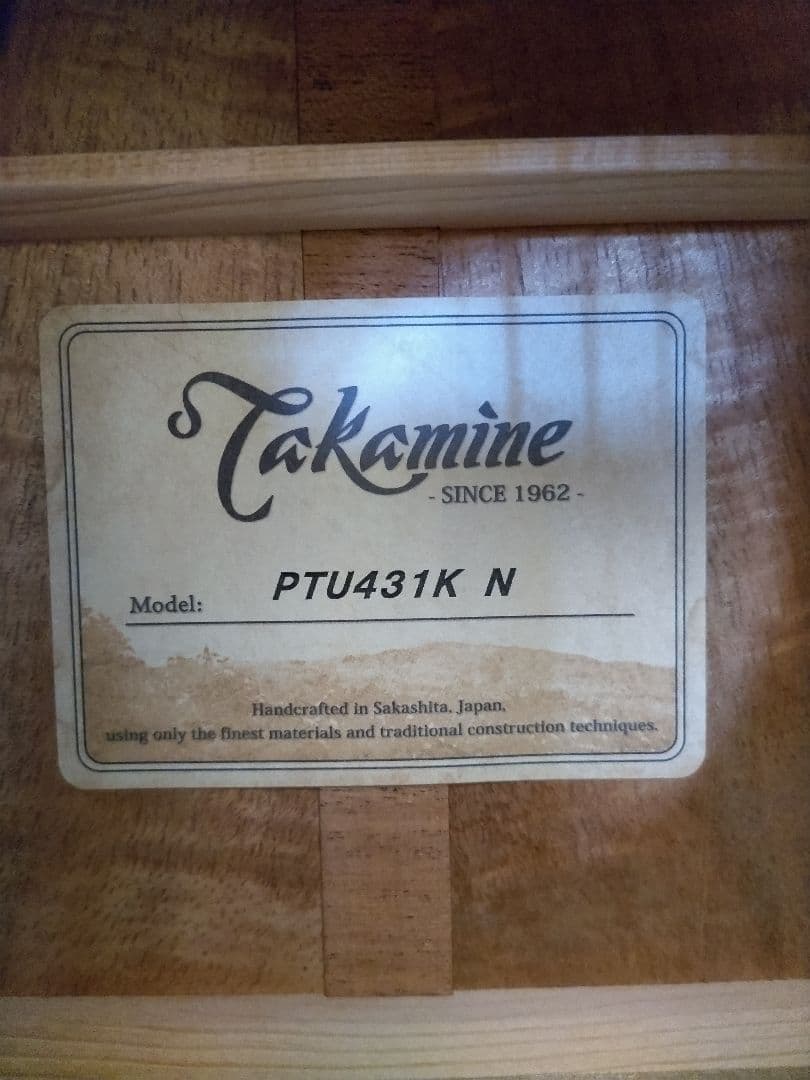 Takamine
- SINCE 1962 -
Model: PTU431K N
Handcrafted in Sakashita, Japan,
using only the finest materials and traditional construction techniques.